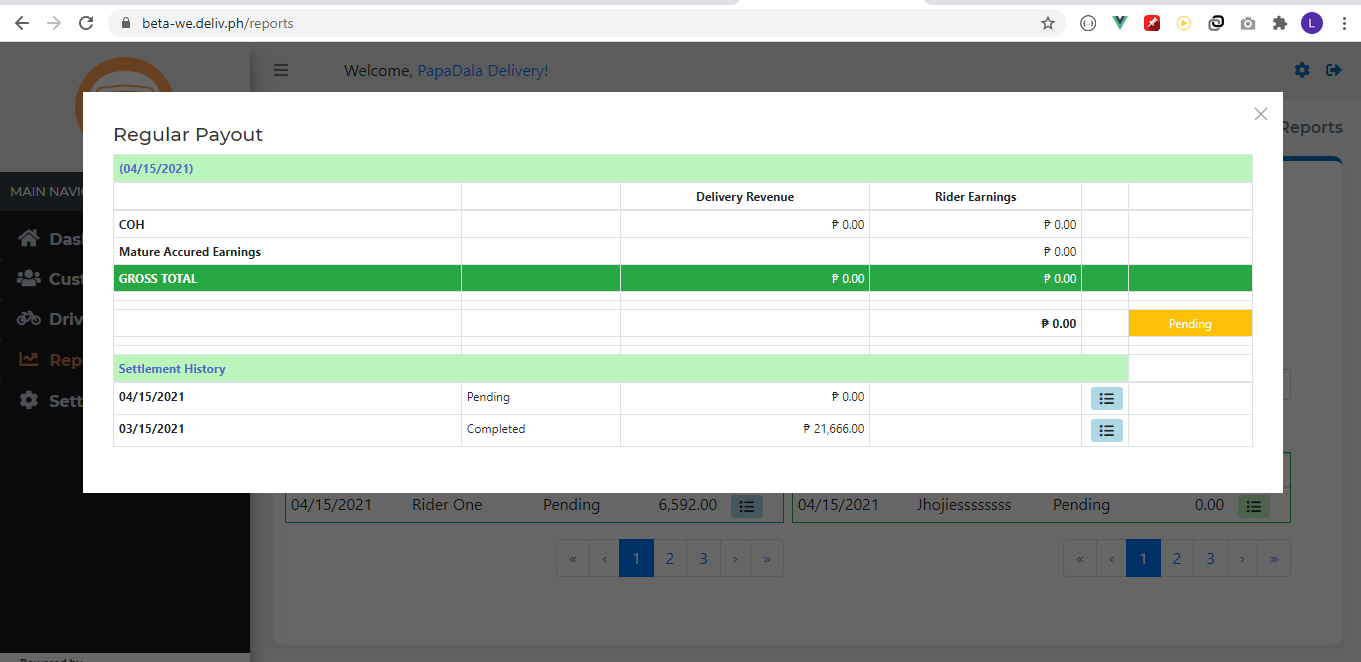 beta-we.deliv.ph/reports
L
Welcome, PapaDala Delivery!
Reports
MAIN NAVI
Das
Cust
Driv
Rep
Sett
Regular Payout
(04/15/2021)
Delivery Revenue Rider Earnings
COH ₱ 0.00 ₱ 0.00
Mature Accured Earnings ₱ 0.00
GROSS TOTAL ₱ 0.00 ₱ 0.00
₱ 0.00 Pending
Settlement History
04/15/2021 Pending ₱ 0.00
03/15/2021 Completed ₱ 21,666.00
04/15/2021 Rider One Pending 6,592.00 04/15/2021 Jhojiesssssssss Pending 0.00
« ‹ 1 2 3 › » « ‹ 1 2 3 › »
Powered by